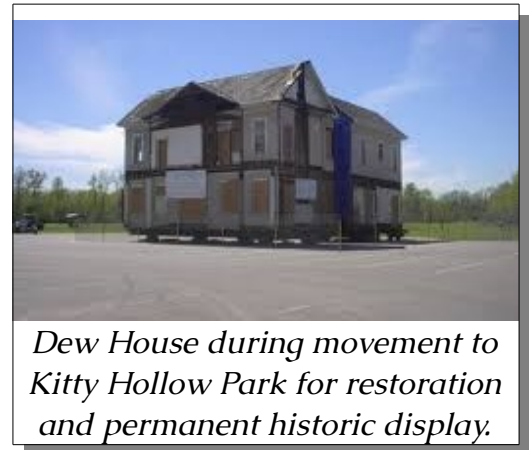 Dew House during movement to
Kitty Hollow Park for restoration
and permanent historic display.